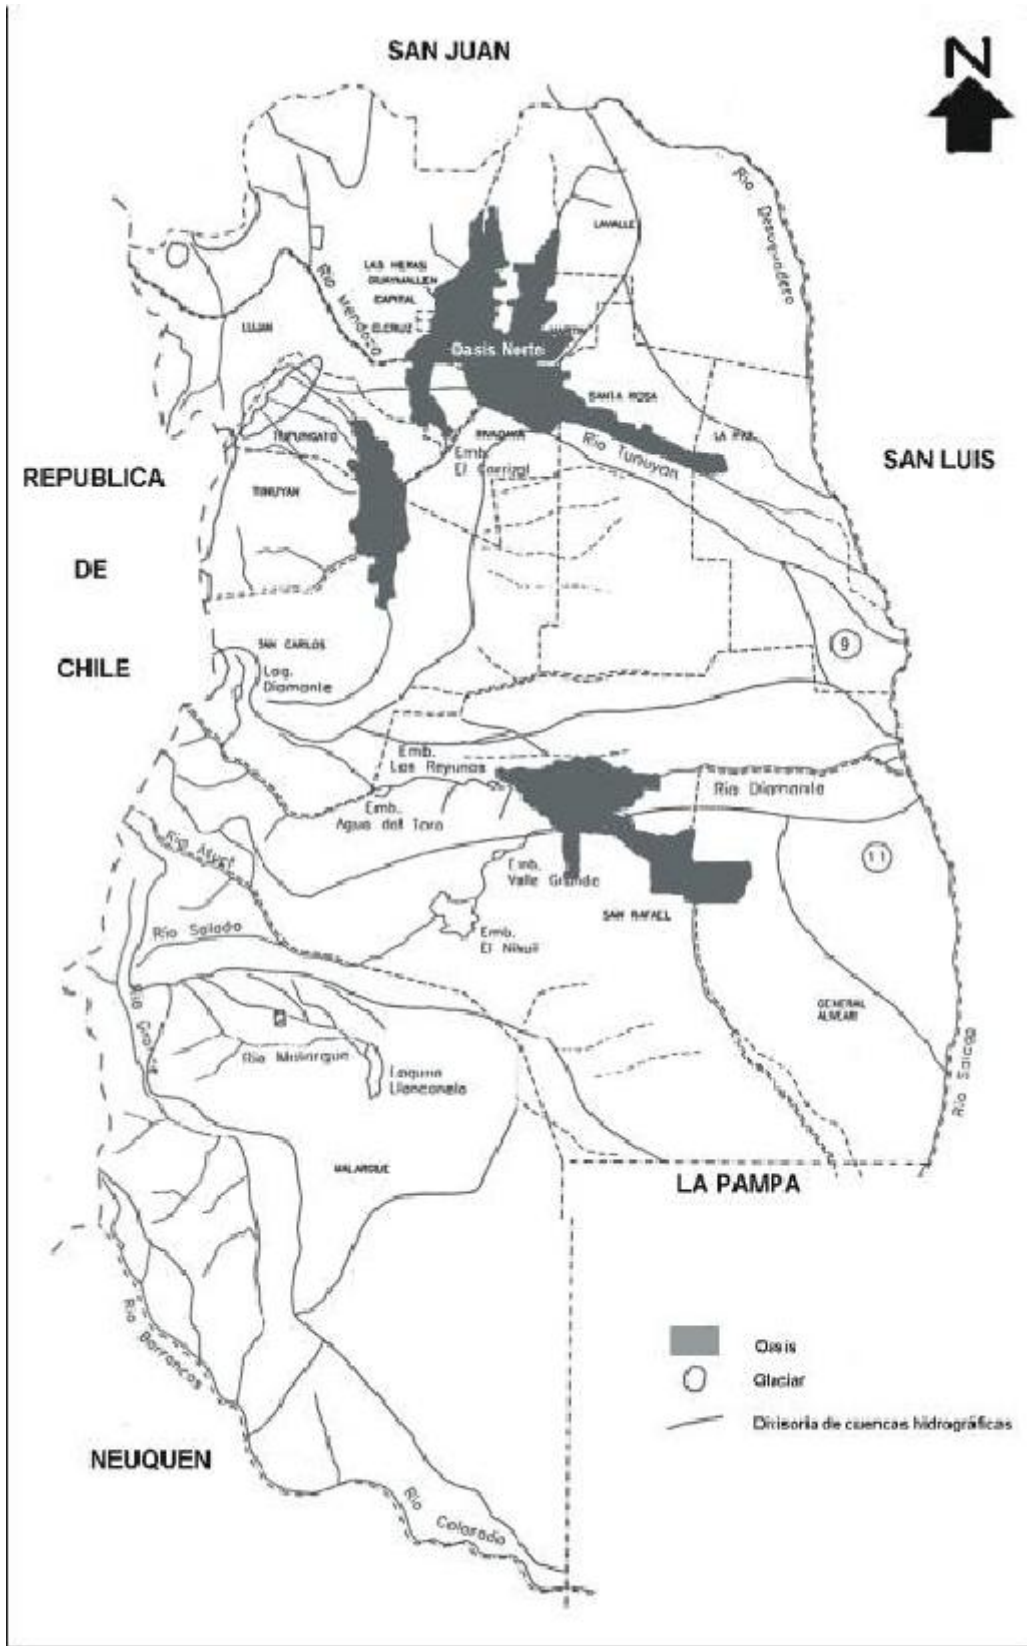 SAN JUAN
N
Rio Desaguadero
LAVALLE
LAS HERAS
GUAYMALLEN
CAPITAL
Rio Mendoza
LUJAN
Oasis Norte
SANTA ROSA
LA PAZ
TUPUNGATO
RIVADAVIA
Emb.
El Carrizal
Rio Tunuyan
SAN LUIS
REPUBLICA
TUNUYAN
DE
SAN CARLOS
9
CHILE
Lag.
Diamante
Emb.
Los Reyunos
Rio Diamante
Emb.
Agua del Toro
Rio Atuel
11
Emb.
Valle Grande
SAN RAFAEL
Rio Salado
Emb.
El Nihuil
GENERAL
ALVEAR
Rio Grande
Rio Malargue
Laguna
Llancanelo
Rio Salado
MALARGUE
LA PAMPA
Rio Barrancas
Oasis
Glaciar
Divisoria de cuencas hidrográficas
NEUQUEN
Rio
Colorado